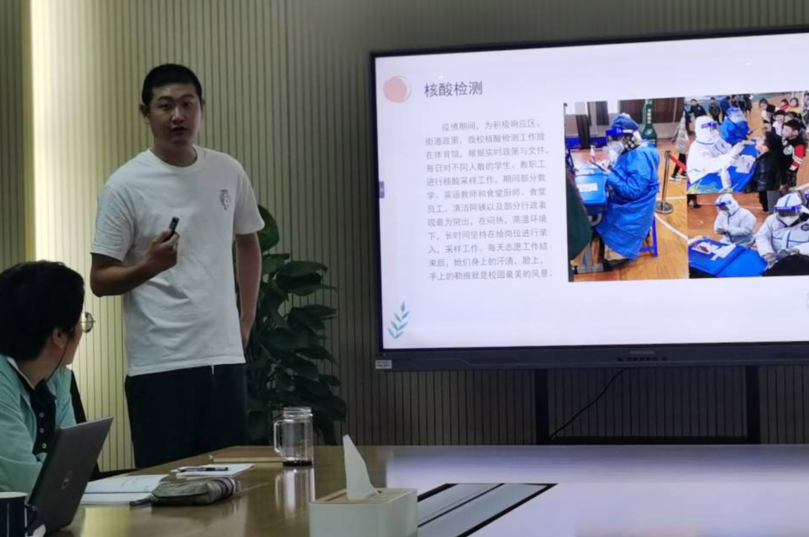 核酸检测
疫情期间，为积极响应区、
街道政策，我校核酸检测工作设
在体育馆。根据实时政策与文件，
每日对不同人数的学生、教职工
进行核酸采样工作，期间部分数
学、英语教师和食堂厨师、食堂
员工、清洁阿姨以及部分行政表
现最为突出，在闷热、高温环境
下，长时间坚持在给岗位进行录
入、采样工作。每天志愿工作结
束后，她们身上的汗渍、脸上，
手上的勒痕就是校园最美的风景。